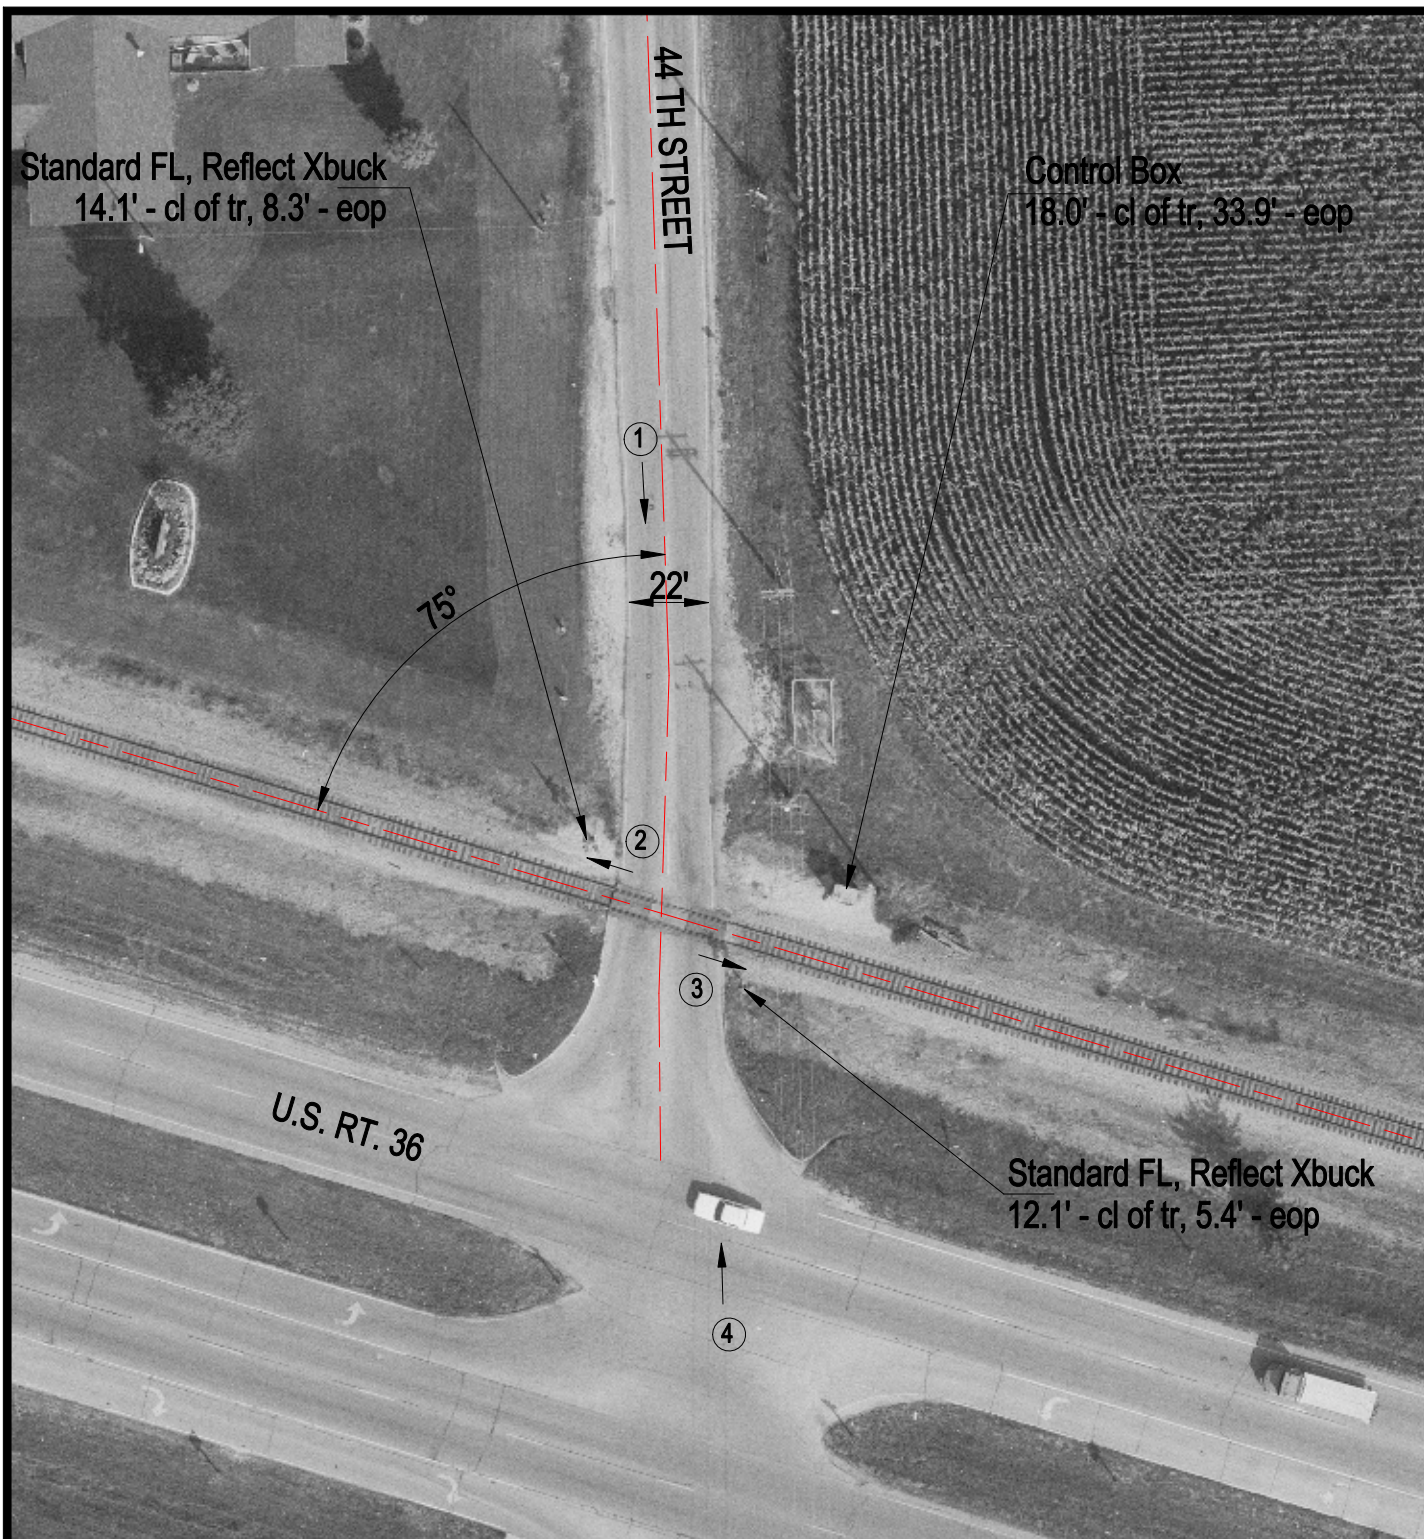 44 TH STREET
Standard FL, Reflect Xbuck
14.1' - cl of tr, 8.3' - eop
Control Box
18.0' - cl of tr, 33.9' - eop
1
22'
75°
2
3
U.S. RT. 36
Standard FL, Reflect Xbuck
12.1' - cl of tr, 5.4' - eop
4